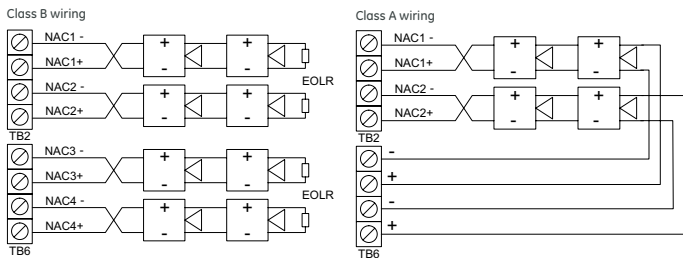 Class B wiring
NAC1 -
+
+
NAC1+
-
-
EOLR
NAC2 -
+
+
NAC2+
-
-
TB2
NAC3 -
+
+
NAC3+
-
-
EOLR
NAC4 -
+
+
NAC4+
-
-
TB6
Class A wiring
NAC1 -
+
+
NAC1+
-
-
NAC2 -
+
+
NAC2+
-
-
TB2
-
+
-
+
TB6